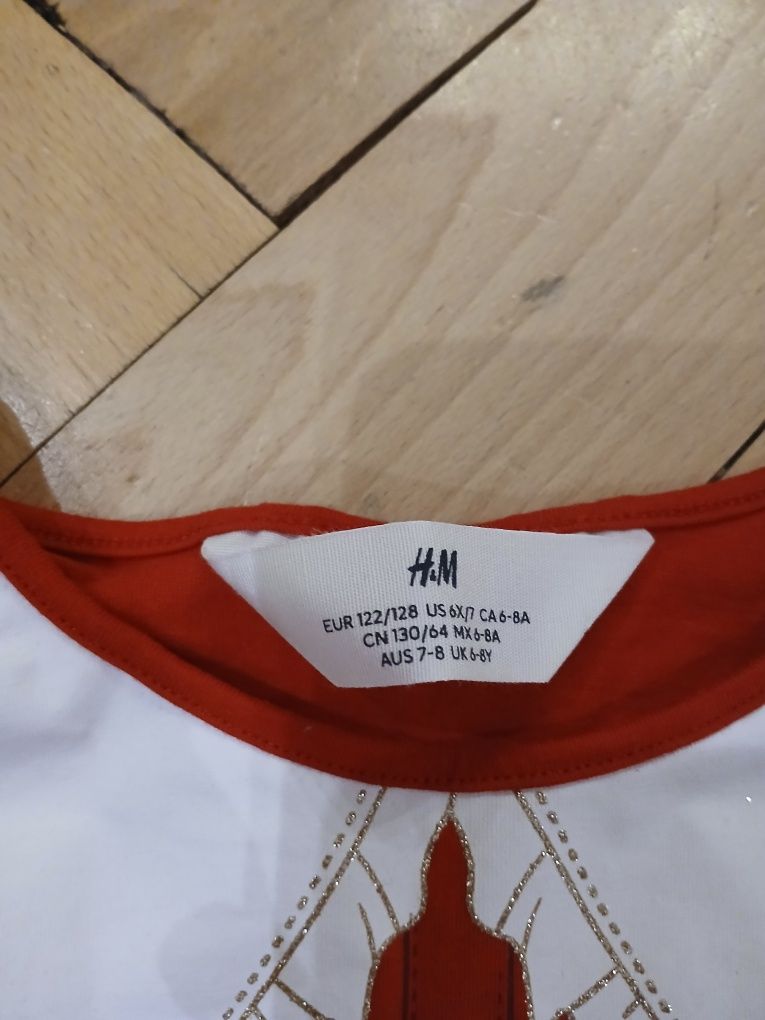 H&M
EUR 122/128 US 6X/7 CA 6-8A
CN 130/64 MX 6-8A
AUS 7-8 UK 6-8Y